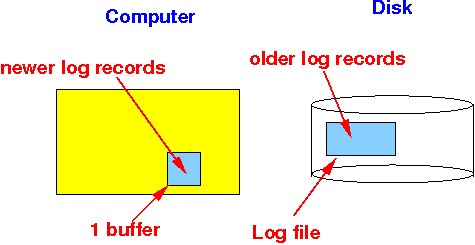 Computer
Disk
newer log records
older log records
1 buffer
Log file